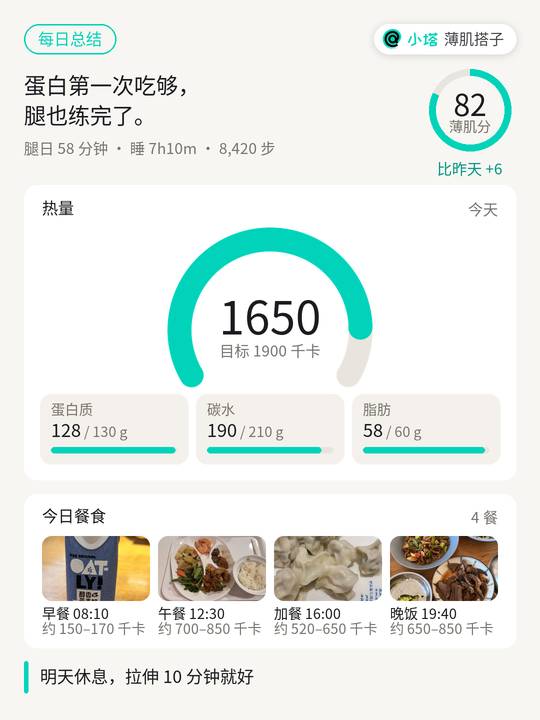 每日总结
小塔 薄肌搭子
蛋白第一次吃够，
腿也练完了。
腿日 58 分钟 · 睡 7h10m · 8,420 步
82
薄肌分
比昨天 +6
热量
今天
1650
目标 1900 千卡
蛋白质
128 / 130 g
碳水
190 / 210 g
脂肪
58 / 60 g
今日餐食
4 餐
OAT-
LY!
早餐 08:10
约 150–170 千卡
午餐 12:30
约 700–850 千卡
加餐 16:00
约 520–650 千卡
晚饭 19:40
约 650–850 千卡
明天休息，拉伸 10 分钟就好